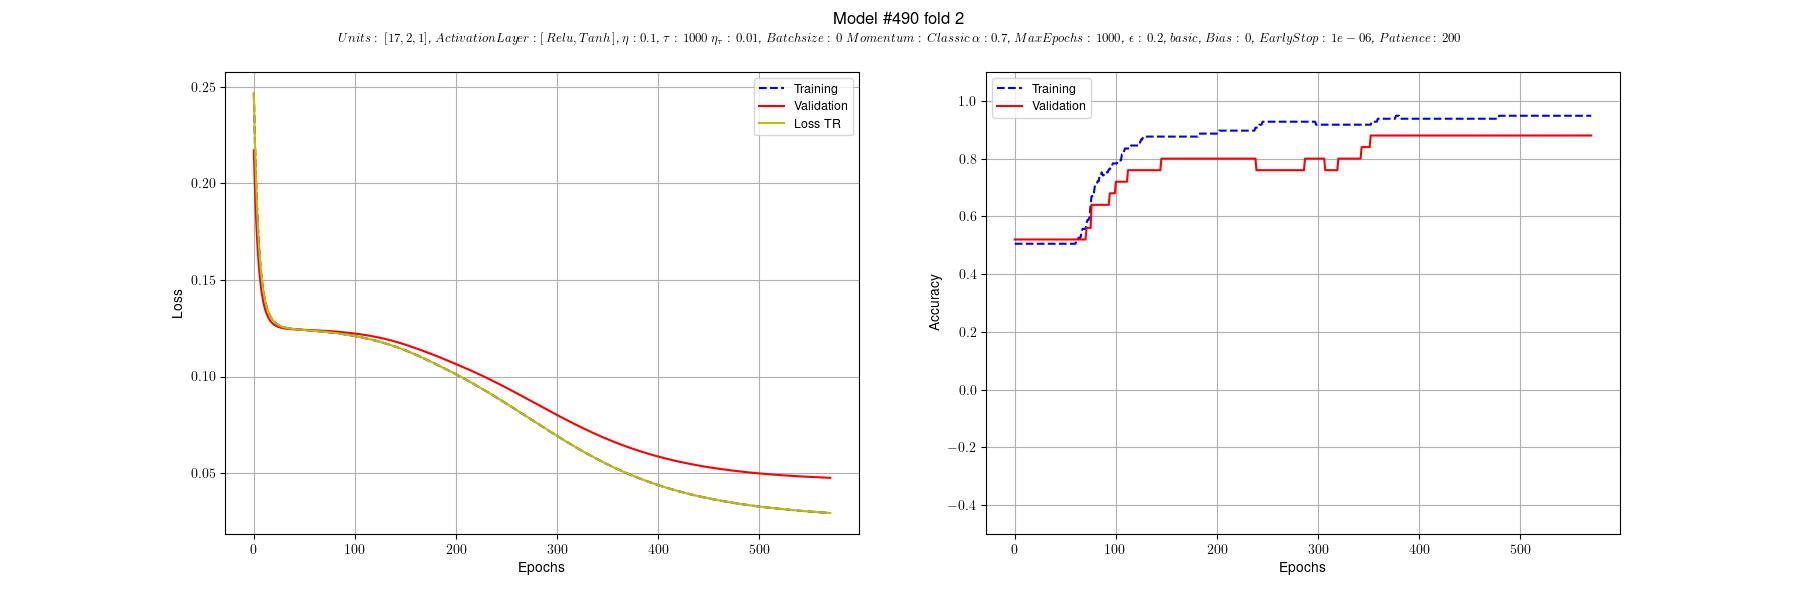 Model #490 fold 2
Units : [17, 2, 1], ActivationLayer : [ Relu, Tanh ], η : 0.1, τ : 1000 η_τ : 0.01, Batchsize : 0 Momentum : Classic α : 0.7, MaxEpochs : 1000, ϵ : 0.2, basic, Bias : 0, EarlyStop : 1e − 06, Patience : 200
0.25
0.20
0.15
0.10
0.05
Loss
0 100 200 300 400 500
Epochs
Training
Validation
Loss TR
1.0
0.8
0.6
0.4
0.2
0.0
−0.2
−0.4
Accuracy
0 100 200 300 400 500
Epochs
Training
Validation